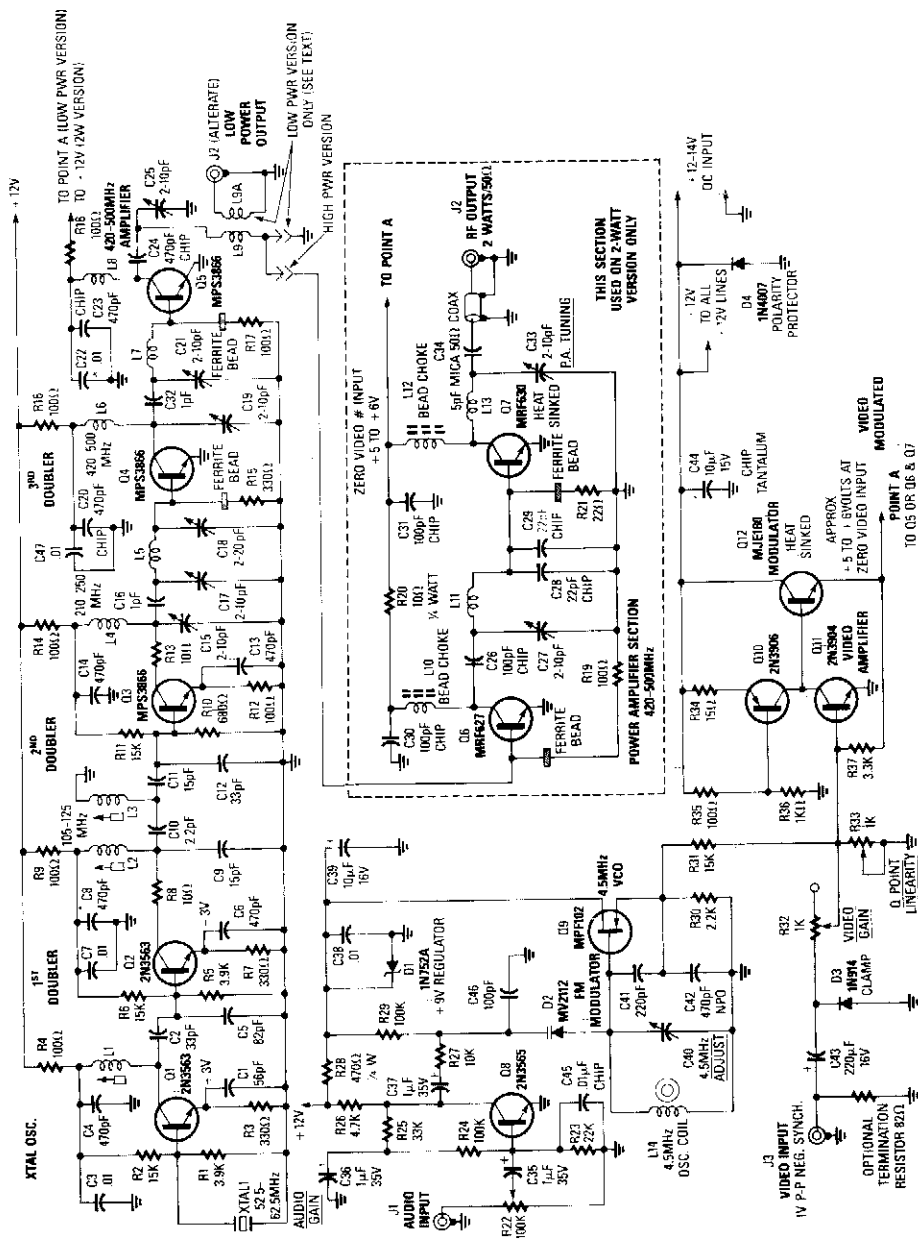 XTAL OSC.
1ST
DOUBLER
2ND
DOUBLER
3RD
DOUBLER
+ 12V
TO POINT A (LOW PWR VERSION)
TO - 12V (2W VERSION)
R4
100Ω
R9
100Ω
R14
100Ω
R16
100Ω
R18
100Ω
420-500MHz
AMPLIFIER
C3
.01
C4
470pF
L1
C7
.01
C8
470pF
L2
L3
105-125
MHz
C14
470pF
210 250
MHz
L4
C47
.01
C20
470pF
CHIP
420 500
MHz
L6
C22
.01
CHIP
C23
470pF
L8
C24
470pF
CHIP
C25
2-10pF
R2
15K
Q1
2N3563
C2
33pF
R6
15K
Q2
2N3563
R8
10Ω
C10
2.2pF
C11
15pF
R11
15K
Q3
MPS3866
R13
10Ω
C16
1pF
L5
Q4
MPS3866
C32
1pF
L7
Q5
MPS3866
J2 (ALTERATE)
LOW
POWER
OUTPUT
L9
L9A
R1
3.9K
R3
330Ω
3V
C1
56pF
C5
82pF
R5
3.9K
R7
330Ω
3V
C6
470pF
C9
15pF
C12
33pF
R10
680Ω
R12
100Ω
C15
2-10pF
C13
470pF
C17
2-10pF
C18
2-20pF
FERRITE
BEAD
R15
330Ω
C19
2-10pF
C21
2-10pF
FERRITE
BEAD
R17
100Ω
LOW PWR VERSION
ONLY (SEE TEXT)
HIGH PWR VERSION
XTAL1
52.5-
62.5MHz
AUDIO
GAIN
+ 12V
R28
470Ω
¼ W
R29
100K
C38
.01
D1
1N752A
+ 9V REGULATOR
C39
10µF
16V
C36
1µF
35V
R26
4.7K
R25
33K
C37
1µF
35V
R27
10K
C46
100pF
D2
MV2112
FM
MODULATOR
Q9
MPF102
4.5MHz
VCO
J1
AUDIO
INPUT
R22
100K
C35
1µF
35V
R24
100K
Q8
2N3565
R23
22K
C45
.01µF
CHIP
L14
4.5MHz
OSC. COIL
C40
4.5MHz
ADJUST
C41
220pF
C42
470pF
NPO
R30
2.2K
R31
15K
ZERO VIDEO # INPUT
+ 5 TO + 6V
TO POINT A
C30
100pF
CHIP
L10
BEAD CHOKE
R20
10Ω
¼ WATT
C31
100pF
CHIP
L12
BEAD CHOKE
Q6
MRF627
C26
100pF
CHIP
L11
C27
2-10pF
C28
22pF
CHIP
C29
22pF
CHIP
Q7
MRF630
HEAT
SINKED
L13
C34
5pF MICA 50Ω COAX
J2
RF OUTPUT
2 WATTS/50Ω
C33
2-10pF
P.A. TUNING
FERRITE
BEAD
R19
100Ω
FERRITE
BEAD
R21
22Ω
POWER AMPLIFIER SECTION
420-500MHz
THIS SECTION
USED ON 2-WATT
VERSION ONLY
J3
VIDEO INPUT
1V P-P NEG. SYNCH.
OPTIONAL
TERMINATION
RESISTOR 82Ω
C43
220µF
16V
D3
1N914
CLAMP
R32
1K
VIDEO
GAIN
R33
1K
Q POINT
LINEARITY
R35
100Ω
R36
1KΩ
R34
15Ω
Q10
2N3906
Q11
2N3904
VIDEO
AMPLIFIER
R37
3.3K
Q12
MJE180
MODULATOR
HEAT
SINKED
APPROX
+ 5 TO + 6VOLTS AT
ZERO VIDEO INPUT
C44
10µF
15V
CHIP
TANTALUM
- 12V
TO ALL
- 12V LINES
D4
1N4007
POLARITY
PROTECTOR
+ 12-14V
DC INPUT
VIDEO
MODULATED
POINT A
TO Q5 OR Q6 & Q7